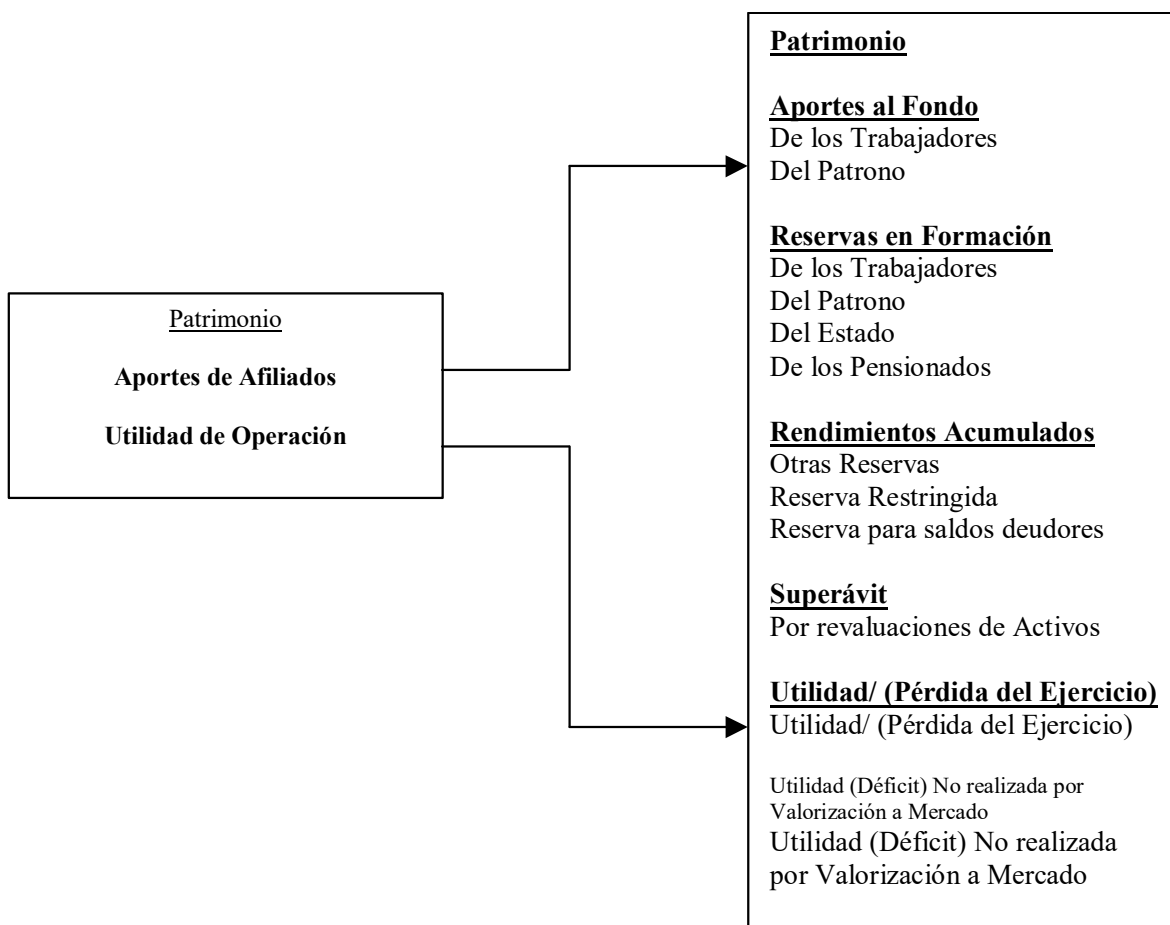 Patrimonio
Aportes de Afiliados
Utilidad de Operación
Patrimonio
Aportes al Fondo
De los Trabajadores
Del Patrono
Reservas en Formación
De los Trabajadores
Del Patrono
Del Estado
De los Pensionados
Rendimientos Acumulados
Otras Reservas
Reserva Restringida
Reserva para saldos deudores
Superávit
Por revaluaciones de Activos
Utilidad/ (Pérdida del Ejercicio)
Utilidad/ (Pérdida del Ejercicio)
Utilidad (Déficit) No realizada por
Valorización a Mercado
Utilidad (Déficit) No realizada
por Valorización a Mercado